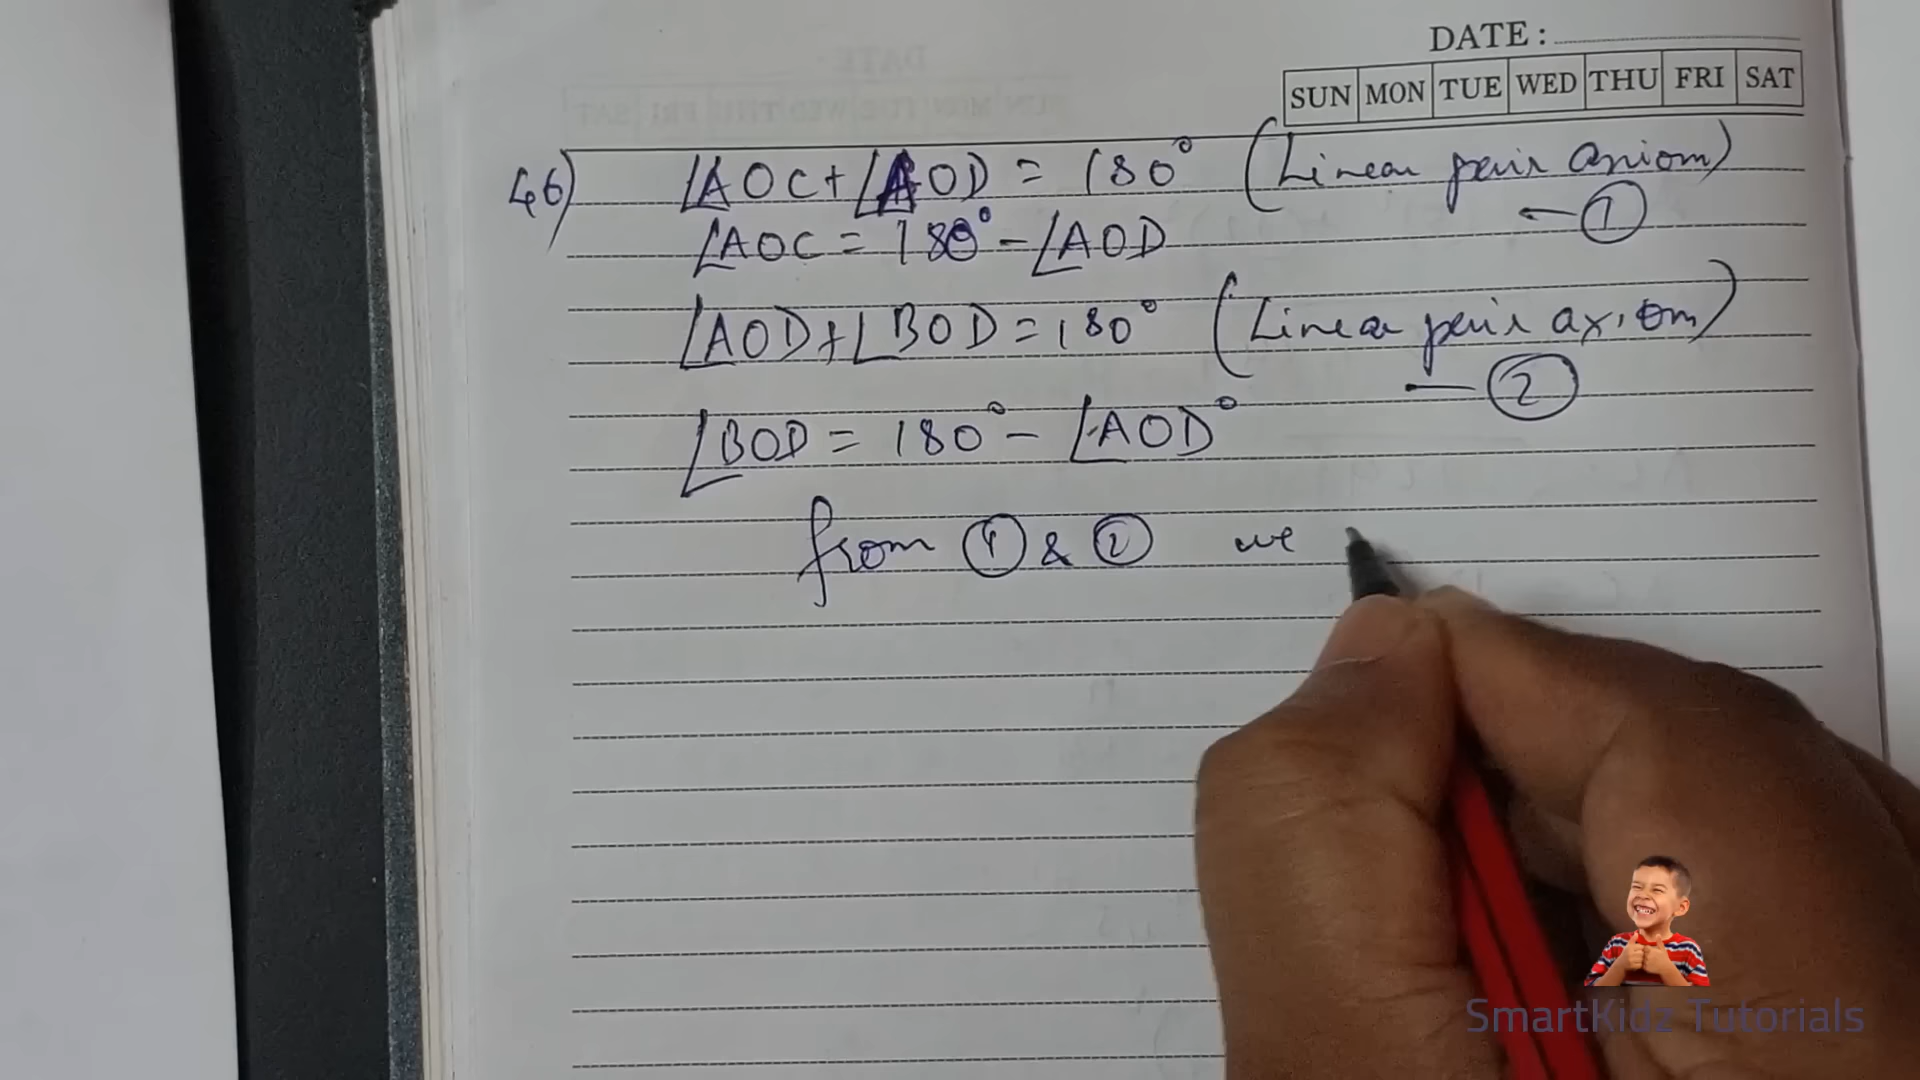 DATE :
SUN MON TUE WED THU FRI SAT
46) ∠AOC + ∠AOD = 180° (Linear pair axiom)
— ①
∠AOC = 180° - ∠AOD
∠AOD + ∠BOD = 180° (Linear pair axiom)
— ②
∠BOD = 180° - ∠AOD°
from ① & ② we
SmartKidz Tutorials